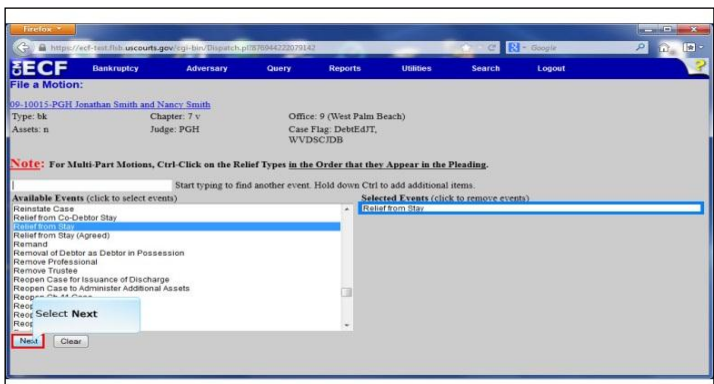 Firefox
https://ecf-test.flsb.uscourts.gov/cgi-bin/Dispatch.pl?876944222079142
Google
ECF Bankruptcy Adversary Query Reports Utilities Search Logout ?
File a Motion:
09-10015-PGH Jonathan Smith and Nancy Smith
Type: bk Chapter: 7 v Office: 9 (West Palm Beach)
Assets: n Judge: PGH Case Flag: DebtEdJT,
WVDSCJDB
Note: For Multi-Part Motions, Ctrl-Click on the Relief Types in the Order that they Appear in the Pleading.
Start typing to find another event. Hold down Ctrl to add additional items.
Available Events (click to select events) Selected Events (click to remove events)
Reinstate Case Relief from Stay
Relief from Co-Debtor Stay
Relief from Stay
Relief from Stay (Agreed)
Remand
Removal of Debtor as Debtor in Possession
Remove Professional
Remove Trustee
Reopen Case for Issuance of Discharge
Reopen Case to Administer Additional Assets
Reop
Reop
Reop
Select Next
Next Clear